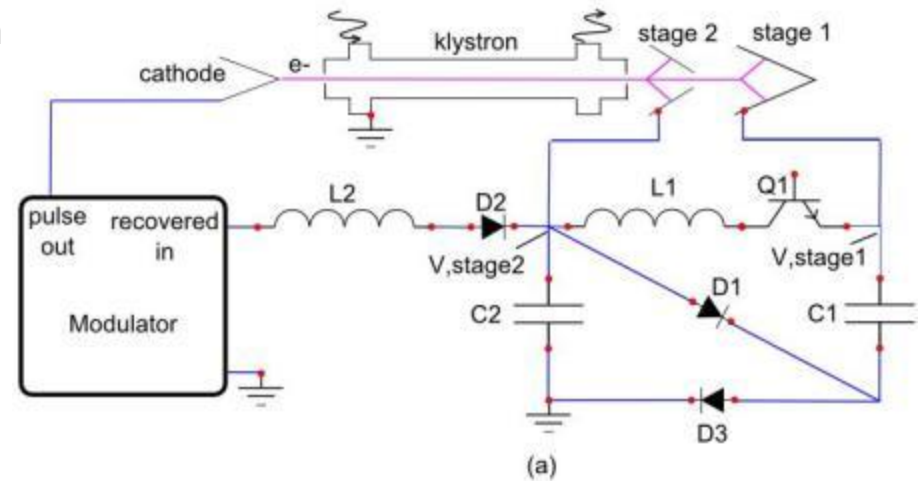 klystron
stage 2
stage 1
cathode
e-
L2
D2
L1
Q1
pulse
out
recovered
in
V,stage2
V,stage1
D1
C2
C1
Modulator
D3
(a)